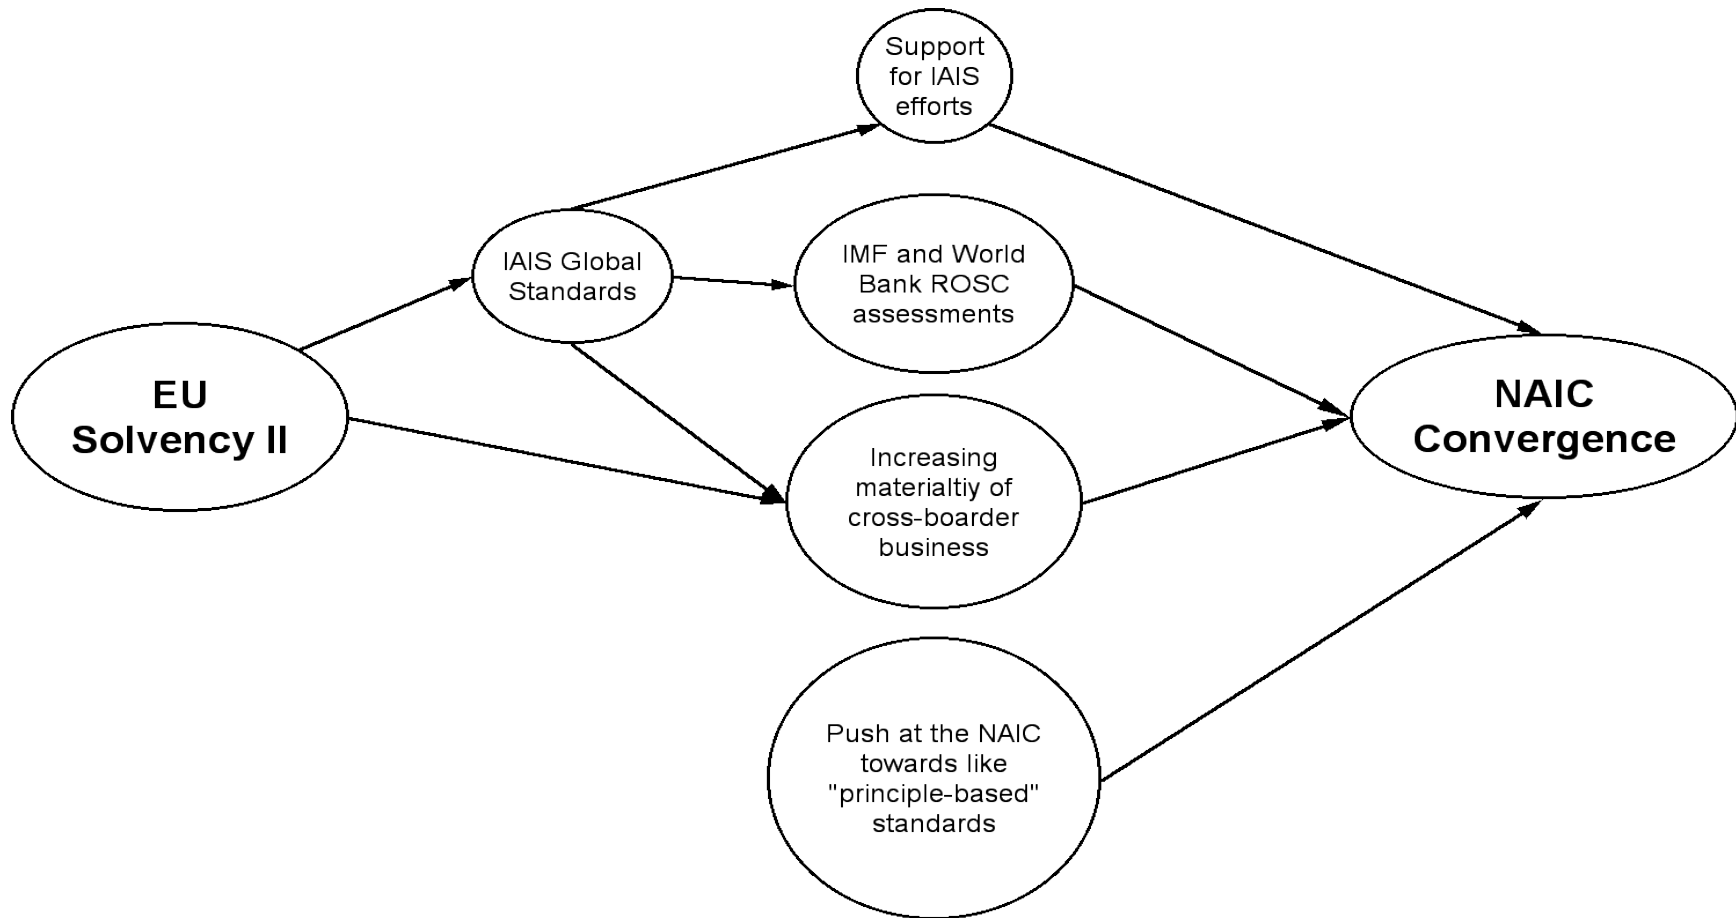 Support
for IAIS
efforts
IAIS Global
Standards
IMF and World
Bank ROSC
assessments
EU
Solvency II
NAIC
Convergence
Increasing
materialtiy of
cross-boarder
business
Push at the NAIC
towards like
"principle-based"
standards